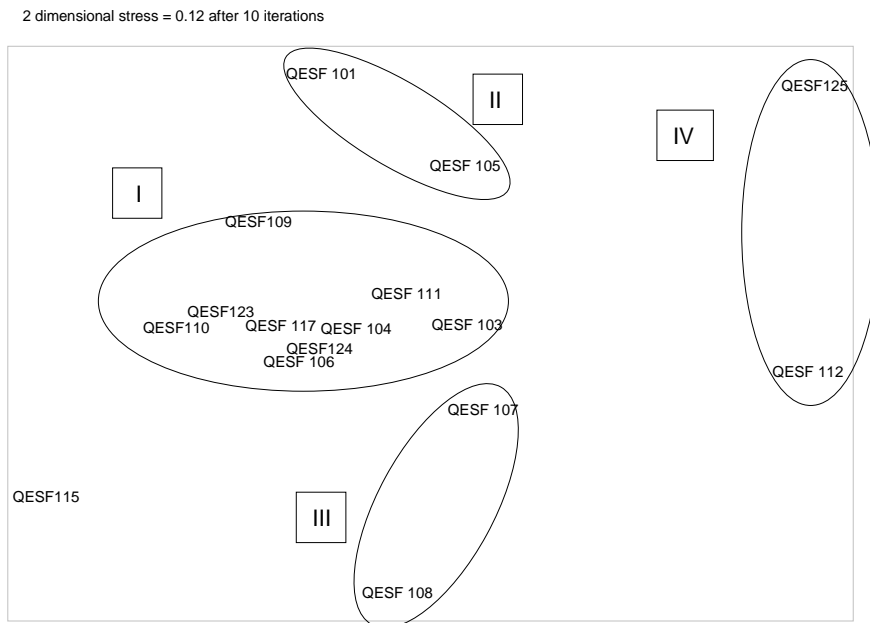 2 dimensional stress = 0.12 after 10 iterations
QESF 101
QESF125
II
IV
QESF 105
I
QESF109
QESF 111
QESF123
QESF110
QESF 117
QESF 104
QESF 103
QESF124
QESF 106
QESF 112
QESF 107
QESF115
III
QESF 108